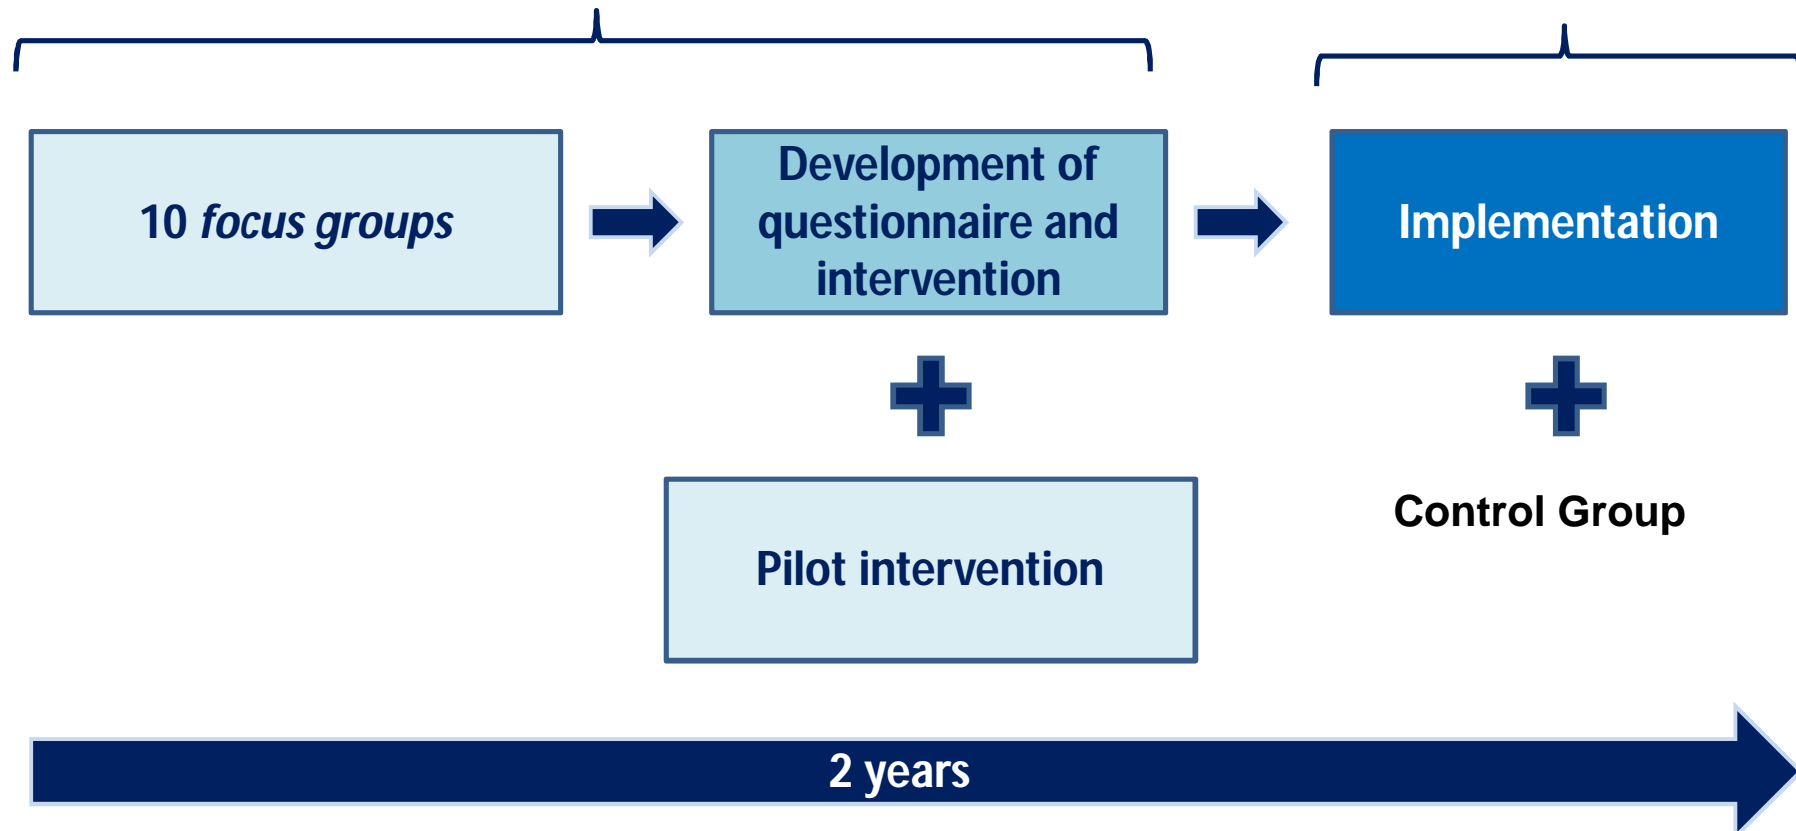 10 focus groups
Development of
questionnaire and
intervention
Implementation
Pilot intervention
Control Group
2 years